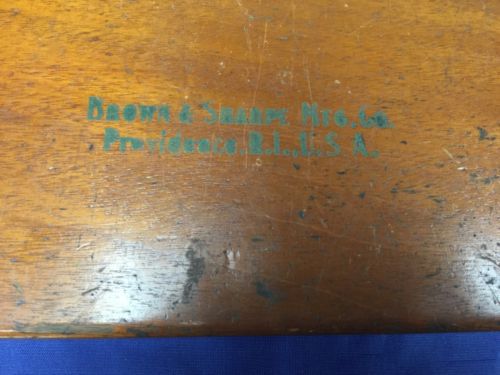 Brown & Sharpe Mfg. Co.
Providence. R.I., U.S.A.